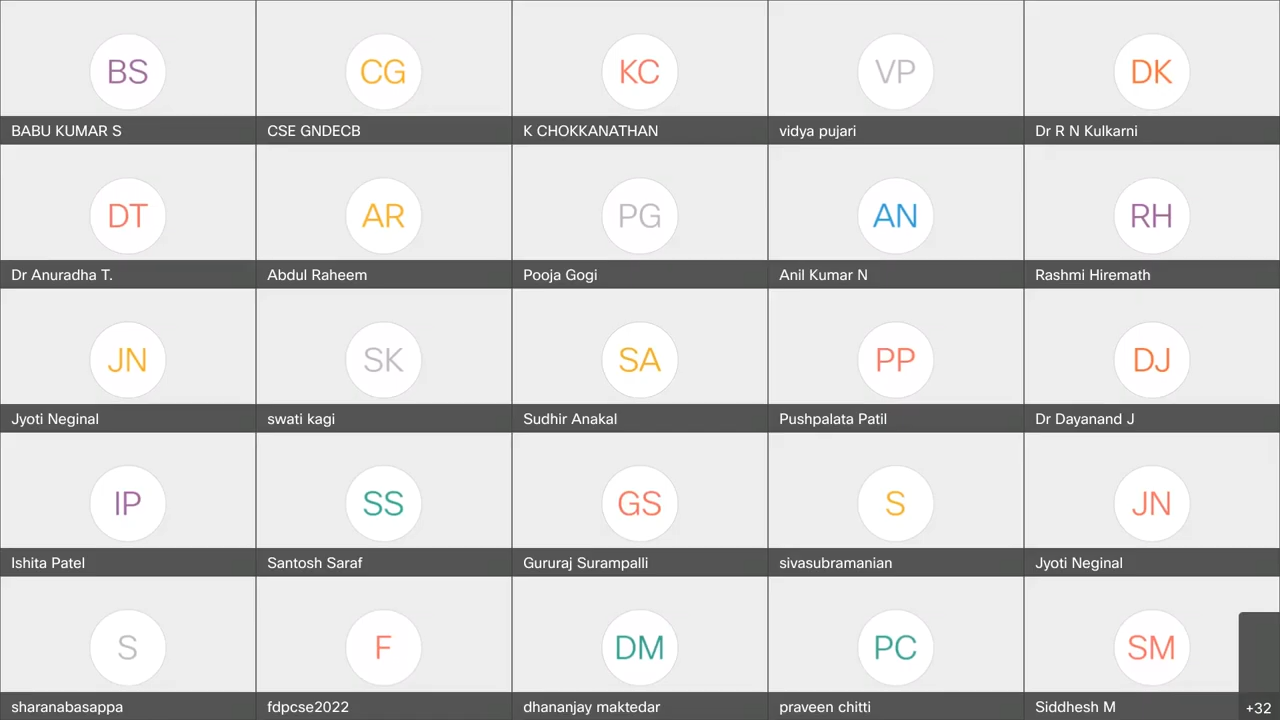 BS CG KC VP DK
BABU KUMAR S CSE GNDECB K CHOKKANATHAN vidya pujari Dr R N Kulkarni
DT AR PG AN RH
Dr Anuradha T. Abdul Raheem Pooja Gogi Anil Kumar N Rashmi Hiremath
JN SK SA PP DJ
Jyoti Neginal swati kagi Sudhir Anakal Pushpalata Patil Dr Dayanand J
IP SS GS S JN
Ishita Patel Santosh Saraf Gururaj Surampalli sivasubramanian Jyoti Neginal
S F DM PC SM
sharanabasappa fdpcse2022 dhananjay maktedar praveen chitti Siddhesh M +32